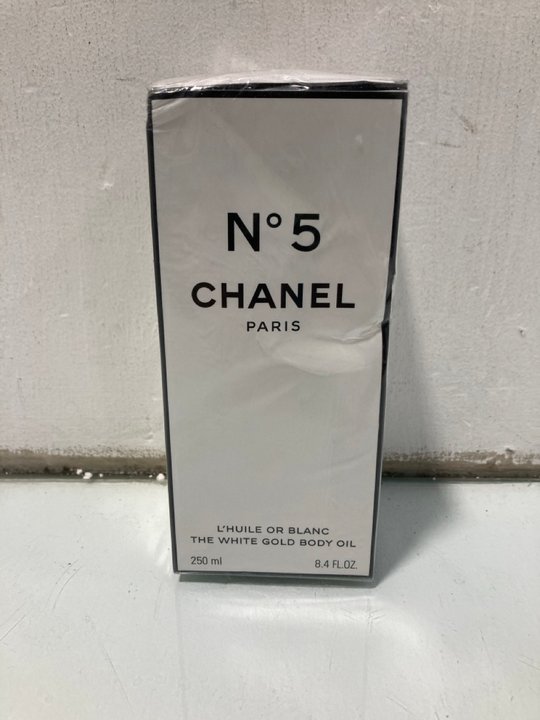 N° 5
CHANEL
PARIS
L'HUILE OR BLANC
THE WHITE GOLD BODY OIL
250 ml 8.4 FL.OZ.